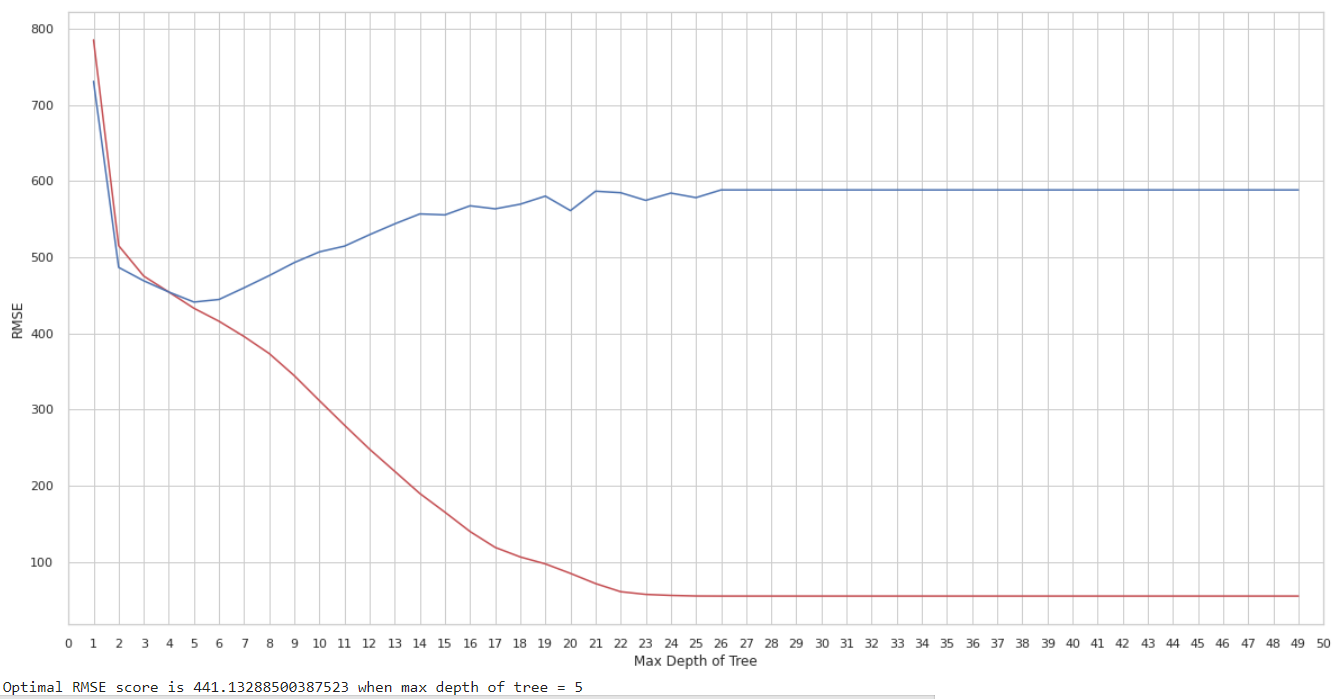 800
700
600
500
400
300
200
100
RMSE
0 1 2 3 4 5 6 7 8 9 10 11 12 13 14 15 16 17 18 19 20 21 22 23 24 25 26 27 28 29 30 31 32 33 34 35 36 37 38 39 40 41 42 43 44 45 46 47 48 49 50
Max Depth of Tree
Optimal RMSE score is 441.13288500387523 when max depth of tree = 5